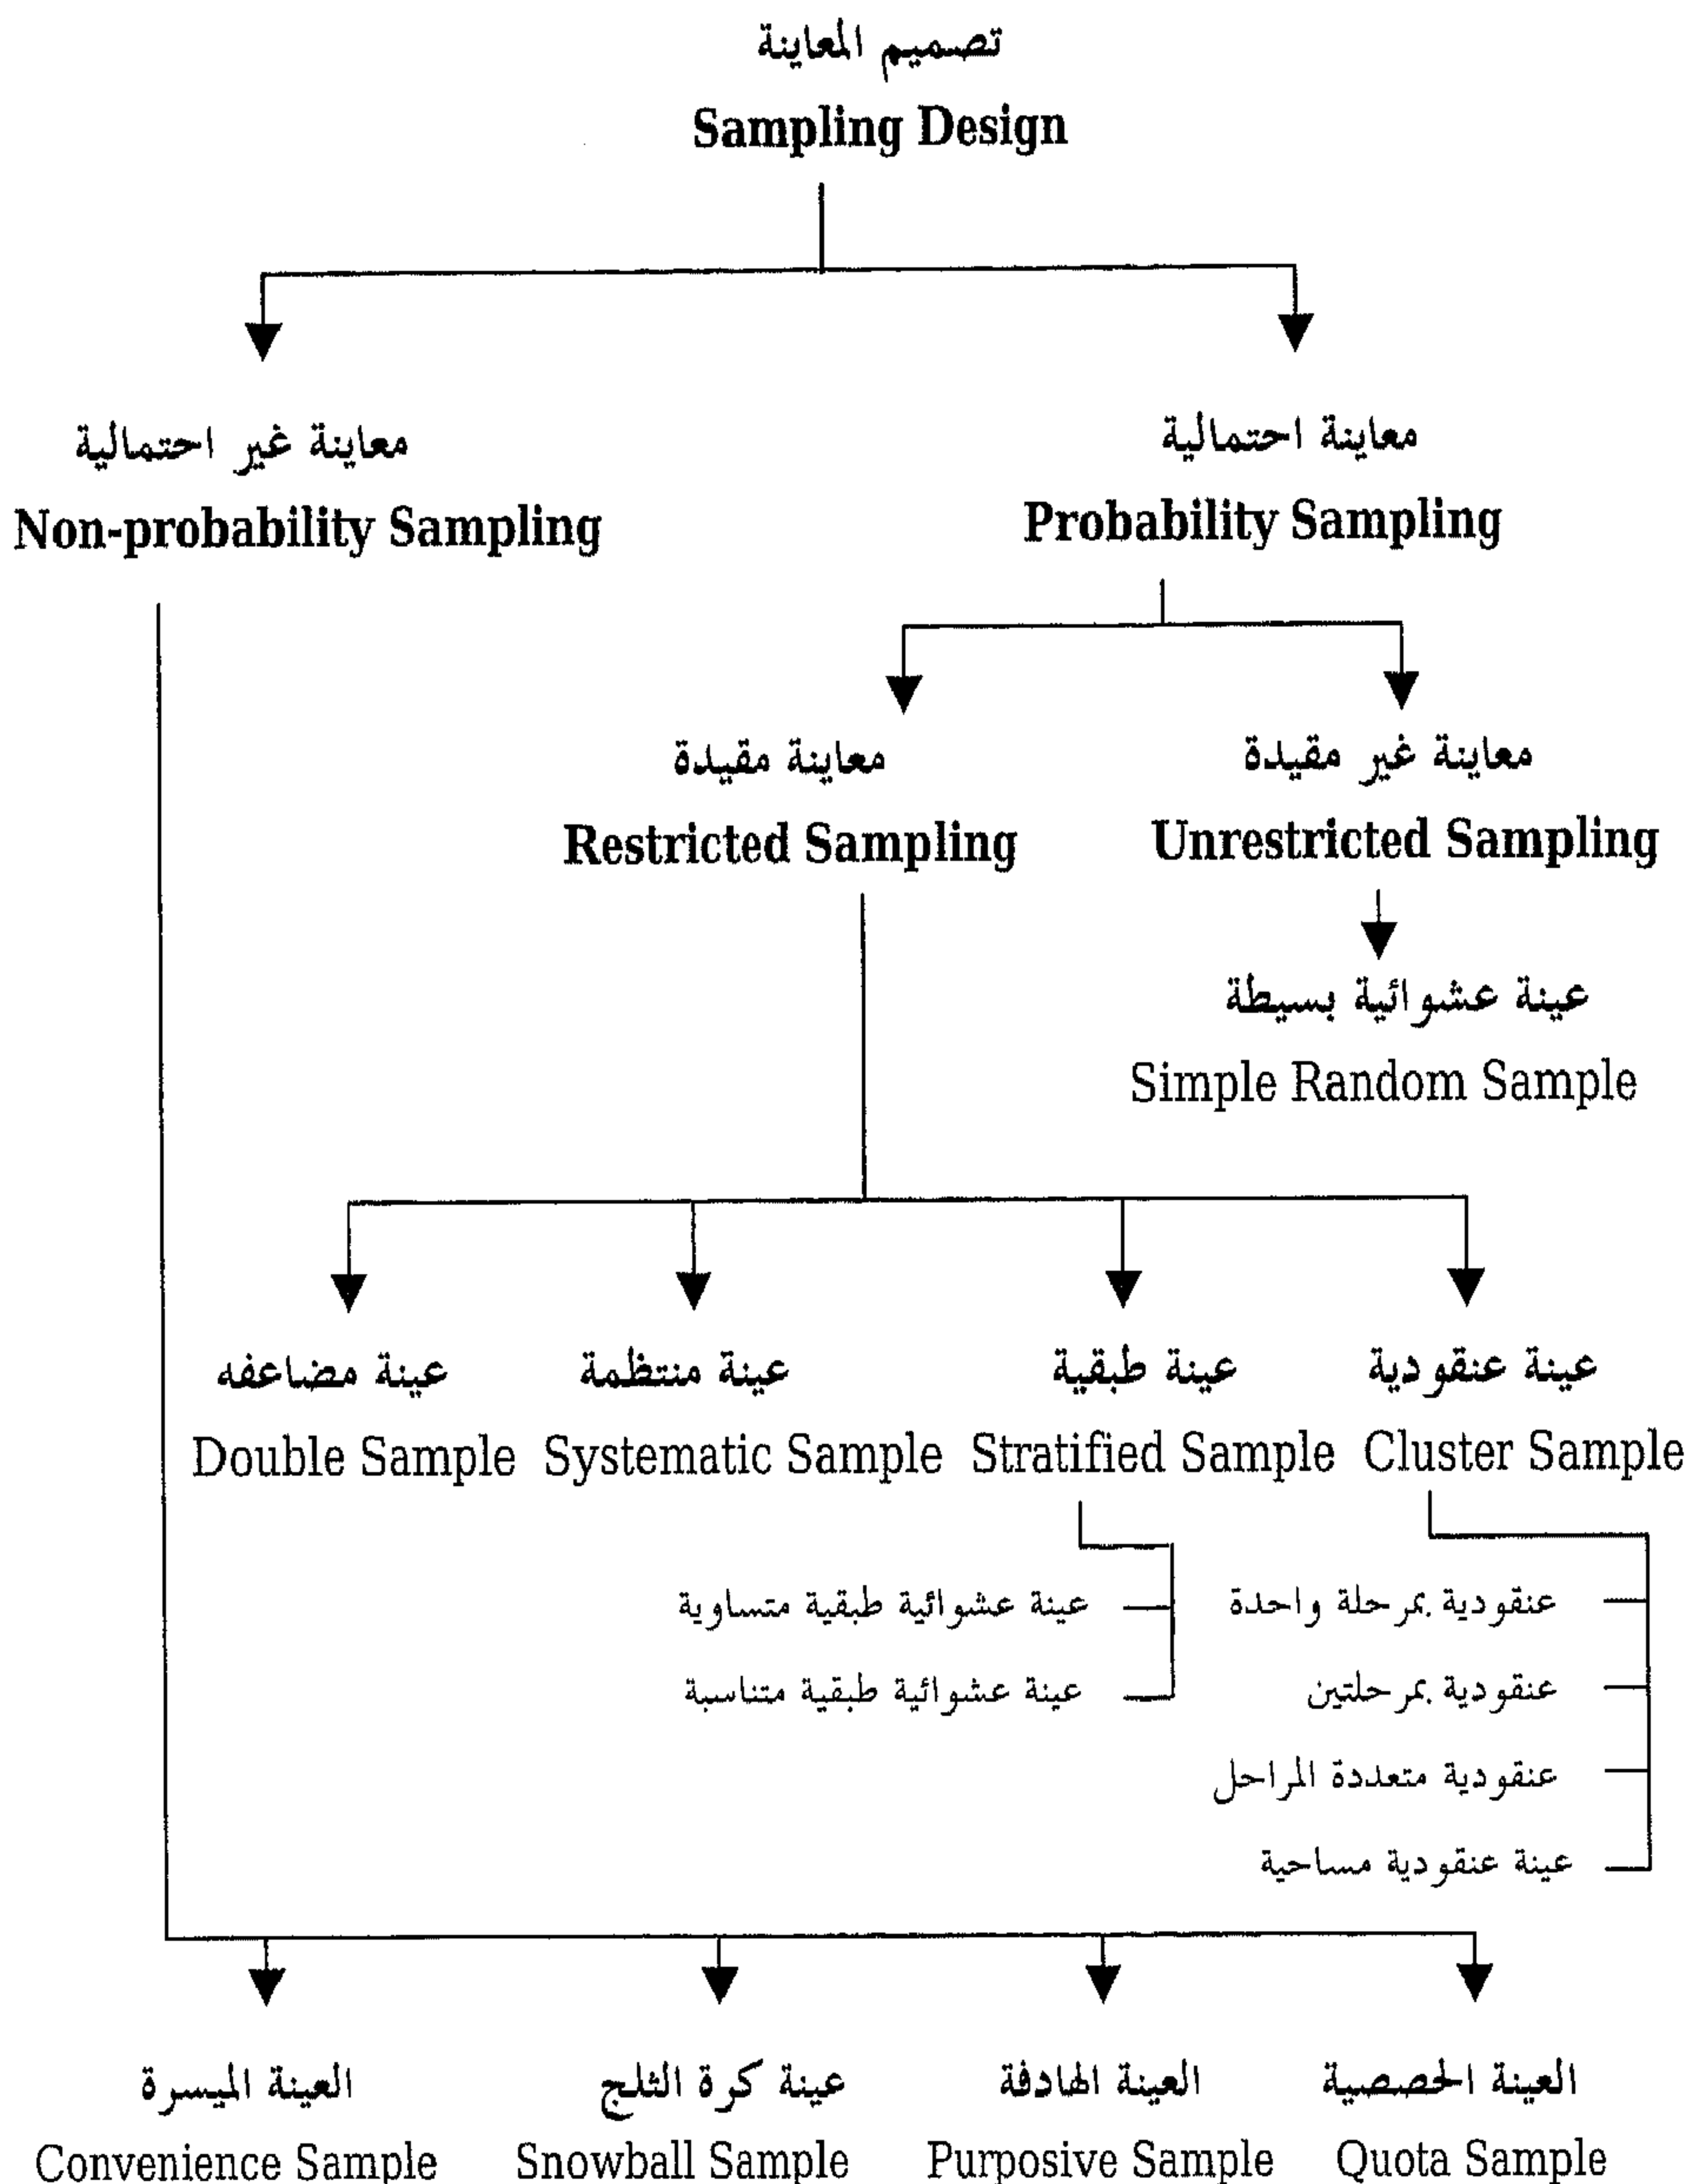 تصميم المعاينة
Sampling Design
معاينة احتمالية
معاينة غير احتمالية
Probability Sampling
Non-probability Sampling
معاينة غير مقيدة
معاينة مقيدة
Unrestricted Sampling
Restricted Sampling
عينة عشوائية بسيطة
Simple Random Sample
عينة عنقودية
عينة طبقية
عينة منتظمة
عينة مضاعفه
Double Sample
Systematic Sample
Stratified Sample
Cluster Sample
عينة عشوائية طبقية متساوية
عينة عشوائية طبقية متناسبة
عنقودية بمرحلة واحدة
عنقودية بمرحلتين
عنقودية متعددة المراحل
عينة عنقودية مساحية
العينة الحصصية
العينة الهادفة
عينة كرة الثلج
العينة الميسرة
Convenience Sample
Snowball Sample
Purposive Sample
Quota Sample